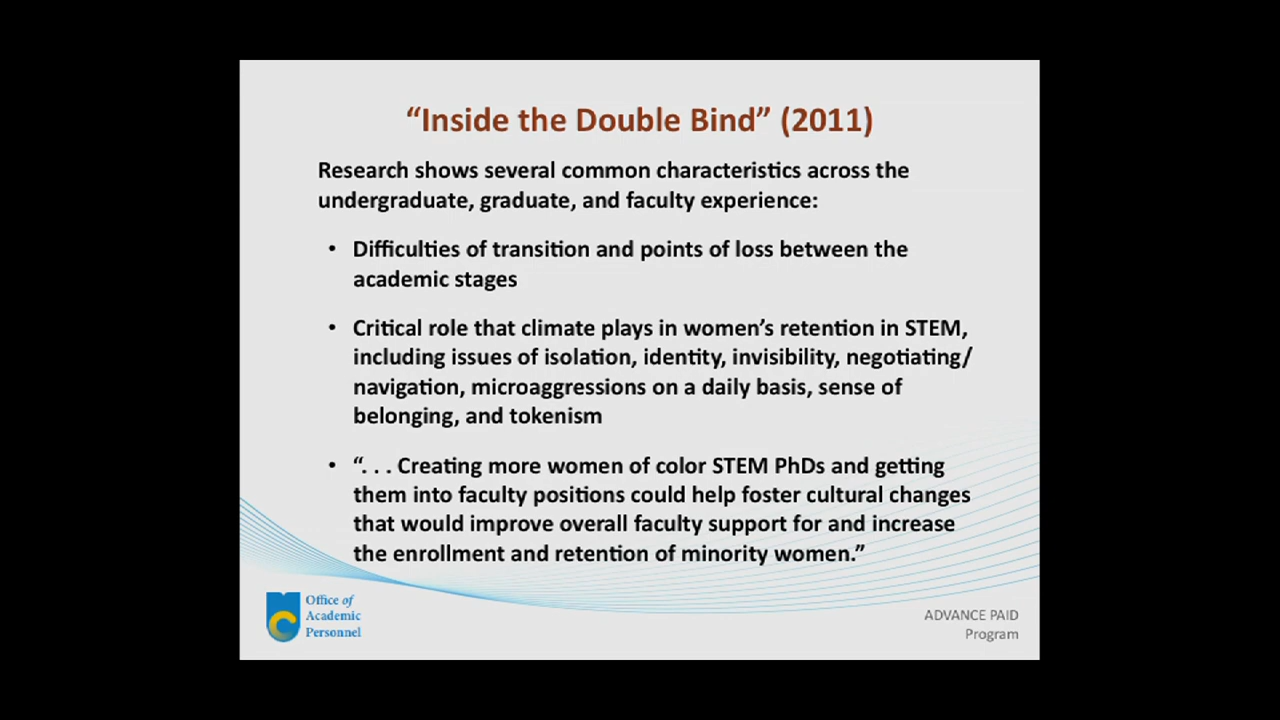 “Inside the Double Bind” (2011)
Research shows several common characteristics across the
undergraduate, graduate, and faculty experience:
• Difficulties of transition and points of loss between the
academic stages
• Critical role that climate plays in women’s retention in STEM,
including issues of isolation, identity, invisibility, negotiating/
navigation, microaggressions on a daily basis, sense of
belonging, and tokenism
• “. . . Creating more women of color STEM PhDs and getting
them into faculty positions could help foster cultural changes
that would improve overall faculty support for and increase
the enrollment and retention of minority women.”
Office of
Academic
Personnel
ADVANCE PAID
Program